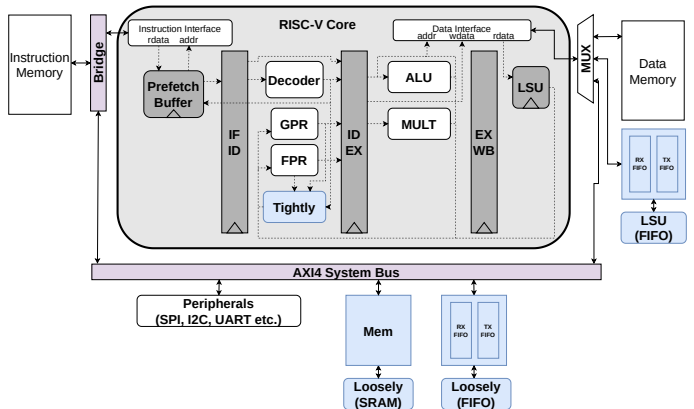 RISC-V Core
Instruction Interface
rdata addr
Data Interface
addr wdata rdata
Instruction
Memory
Bridge
Prefetch
Buffer
IF
ID
Decoder
GPR
FPR
Tightly
ID
EX
ALU
MULT
EX
WB
LSU
MUX
Data
Memory
RX
FIFO
TX
FIFO
LSU
(FIFO)
AXI4 System Bus
Peripherals
(SPI, I2C, UART etc.)
Mem
Loosely
(SRAM)
RX
FIFO
TX
FIFO
Loosely
(FIFO)